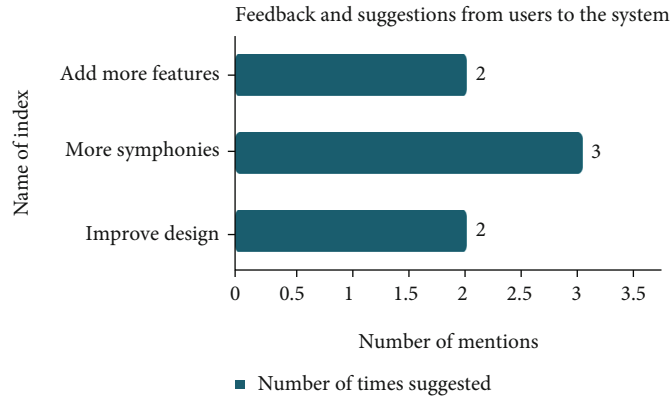 Feedback and suggestions from users to the system
Name of index
Add more features
2
More symphonies
3
Improve design
2
0 0.5 1 1.5 2 2.5 3 3.5
Number of mentions
Number of times suggested